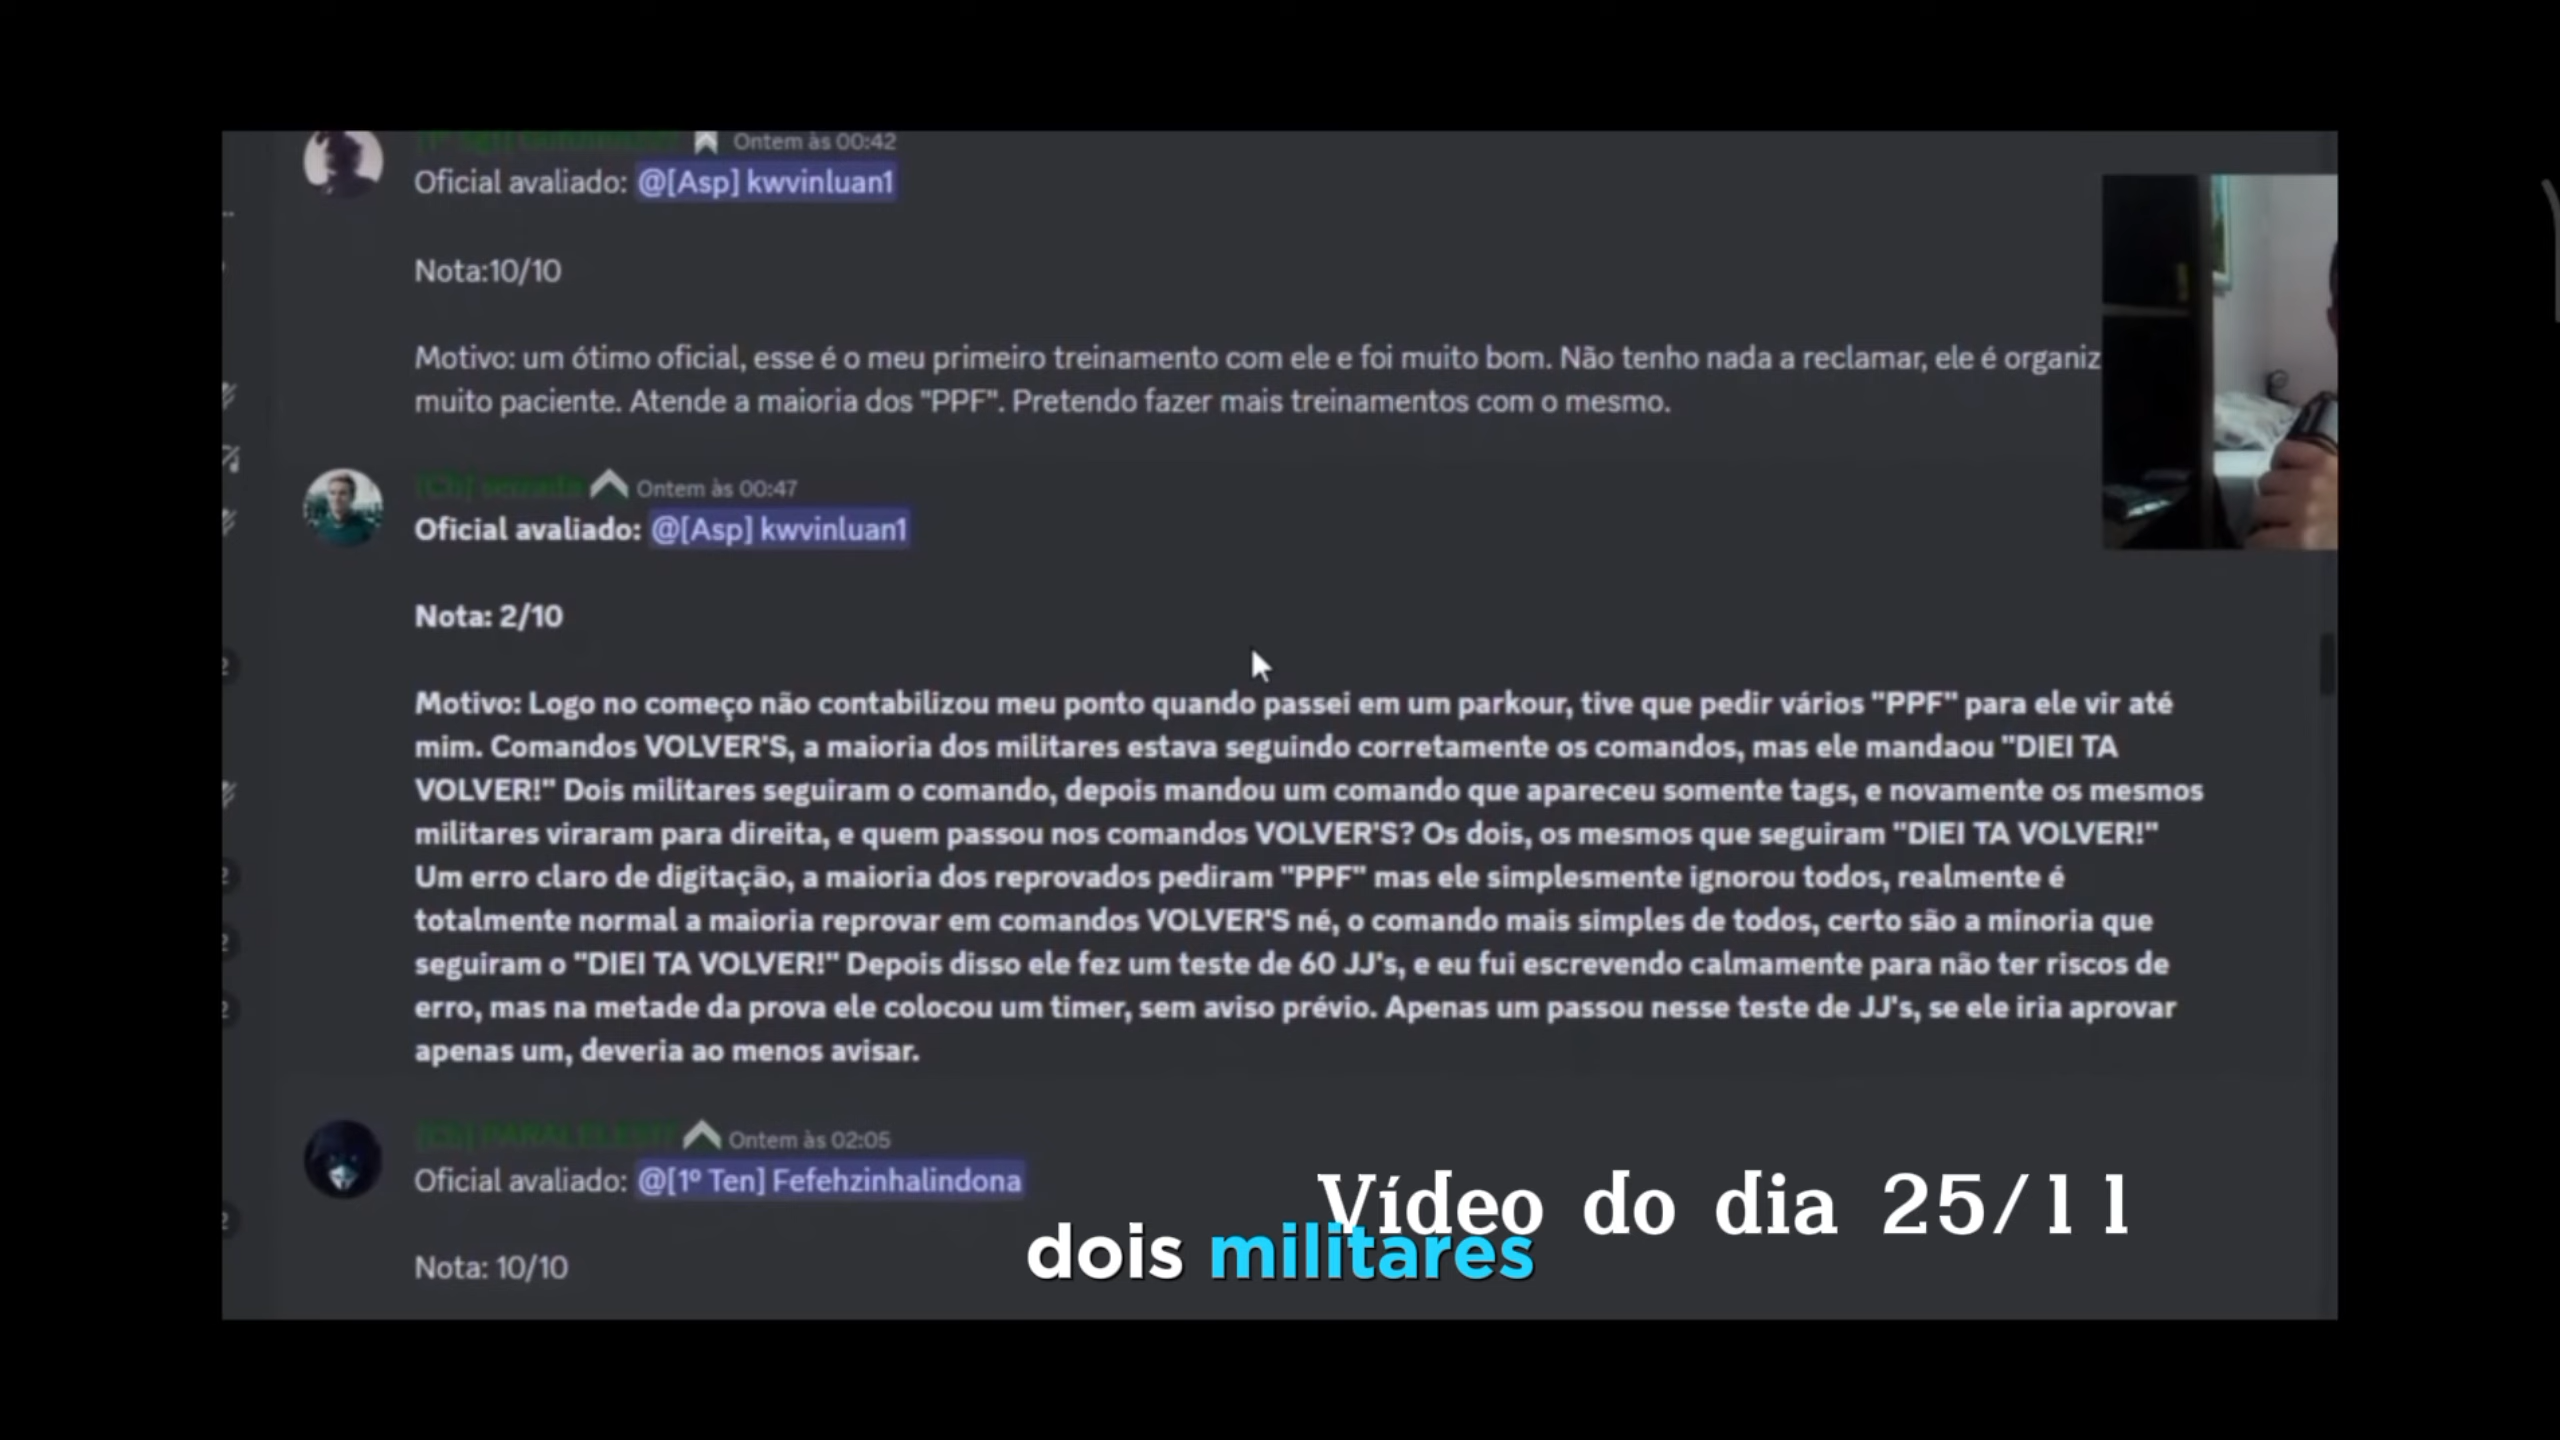 Ontem às 00:42
Oficial avaliado: @[Asp] kwvinluan1
Nota:10/10
Motivo: um ótimo oficial, esse é o meu primeiro treinamento com ele e foi muito bom. Não tenho nada a reclamar, ele é organiz
muito paciente. Atende a maioria dos "PPF". Pretendo fazer mais treinamentos com o mesmo.
[Cb] Ontem às 00:47
Oficial avaliado: @[Asp] kwvinluan1
Nota: 2/10
Motivo: Logo no começo não contabilizou meu ponto quando passei em um parkour, tive que pedir vários "PPF" para ele vir até
mim. Comandos VOLVER'S, a maioria dos militares estava seguindo corretamente os comandos, mas ele mandaou "DIEI TA
VOLVER!" Dois militares seguiram o comando, depois mandou um comando que apareceu somente tags, e novamente os mesmos
militares viraram para direita, e quem passou nos comandos VOLVER'S? Os dois, os mesmos que seguiram "DIEI TA VOLVER!"
Um erro claro de digitação, a maioria dos reprovados pediram "PPF" mas ele simplesmente ignorou todos, realmente é
totalmente normal a maioria reprovar em comandos VOLVER'S né, o comando mais simples de todos, certo são a minoria que
seguiram o "DIEI TA VOLVER!" Depois disso ele fez um teste de 60 JJ's, e eu fui escrevendo calmamente para não ter riscos de
erro, mas na metade da prova ele colocou um timer, sem aviso prévio. Apenas um passou nesse teste de JJ's, se ele iria aprovar
apenas um, deveria ao menos avisar.
[Cb] Ontem às 02:05
Oficial avaliado: @[1º Ten] Fefehzinhalindona
Nota: 10/10
Vídeo do dia 25/11
dois militares